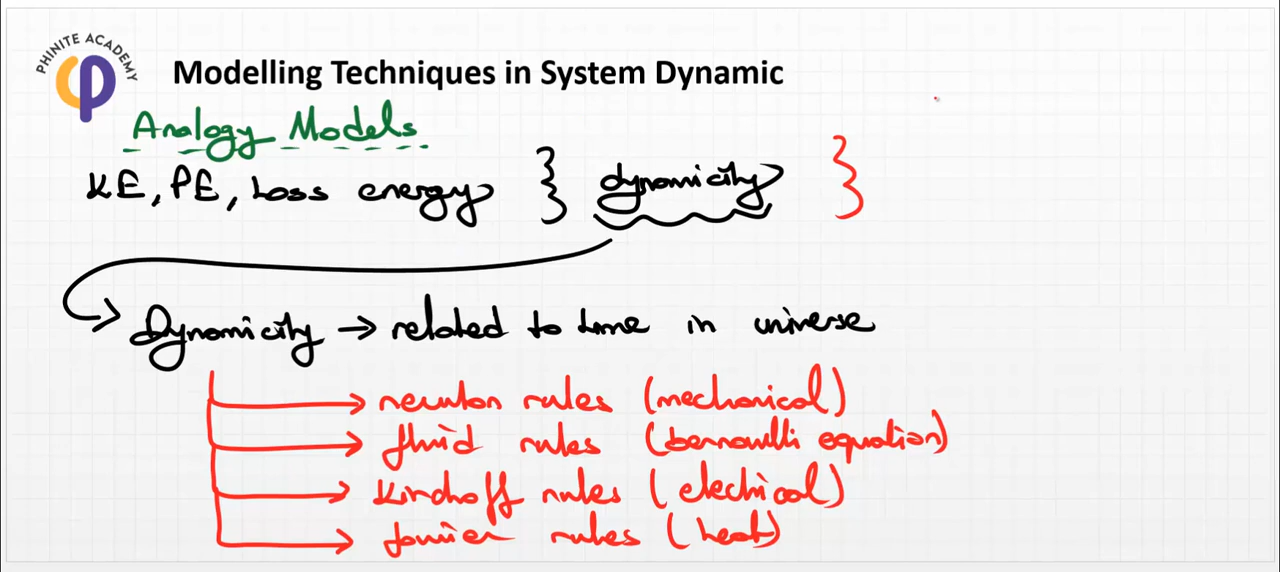 PHINITE ACADEMY
Modelling Techniques in System Dynamic
Analogy Models
KE, PE, Loss energy } dynamicity }
Dynamicity → related to time in universe
newton rules (mechanical)
fluid rules (bernoulli equation)
Kirchoff rules (electrical)
fourier rules (heat)